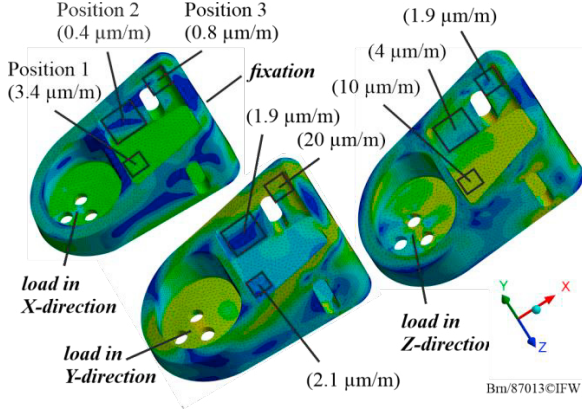 Position 2
(0.4 µm/m)
Position 3
(0.8 µm/m)
Position 1
(3.4 µm/m)
fixation
load in
X-direction
(1.9 µm/m)
(20 µm/m)
load in
Y-direction
(2.1 µm/m)
(1.9 µm/m)
(4 µm/m)
(10 µm/m)
load in
Z-direction
Y
X
Z
Brn/87013©IFW